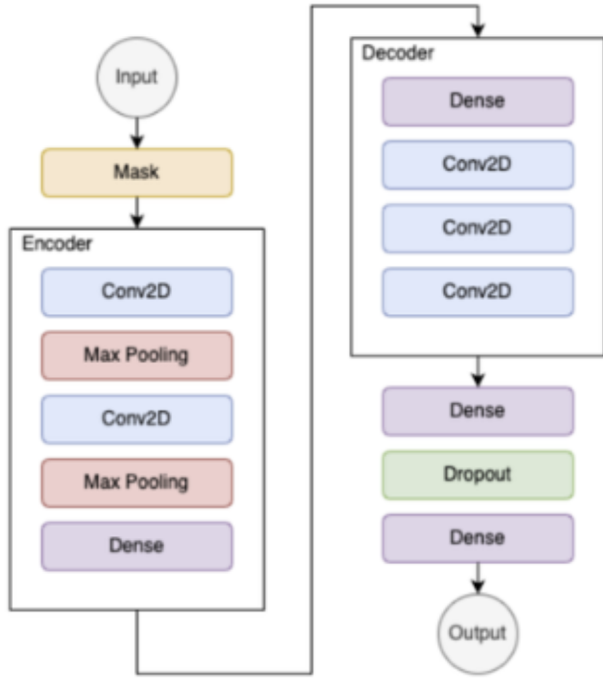 Input
Mask
Encoder
Conv2D
Max Pooling
Conv2D
Max Pooling
Dense
Decoder
Dense
Conv2D
Conv2D
Conv2D
Dense
Dropout
Dense
Output